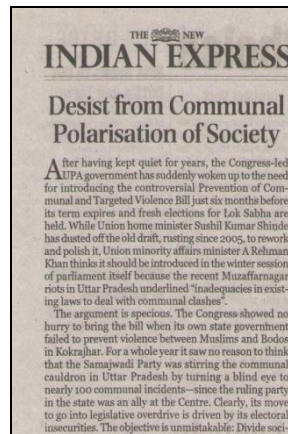 THE NEW
INDIAN EXPRESS
Desist from Communal
Polarisation of Society
After having kept quiet for years, the Congress-led
UPA government has suddenly woken up to the need
for introducing the controversial Prevention of Com-
munal and Targeted Violence Bill just six months before
its term expires and fresh elections for Lok Sabha are
held. While Union home minister Sushil Kumar Shinde
has dusted off the old draft, rusting since 2005, to rework
and polish it, Union minority affairs minister A Rehman
Khan thinks it should be introduced in the winter session
of parliament itself because the recent Muzaffarnagar
riots in Uttar Pradesh underlined "inadequacies in exist-
ing laws to deal with communal clashes".
The argument is specious. The Congress showed no
hurry to bring the bill when its own state government
failed to prevent violence between Muslims and Bodos
in Kokrajhar. For a whole year it saw no reason to think
that the Samajwadi Party was stirring the communal
cauldron in Uttar Pradesh by turning a blind eye to
nearly 100 communal incidents—since the ruling party
in the state was an ally at the Centre. Clearly, its move
to go into legislative overdrive is driven by its electoral
insecurities. The objective is unmistakable: Divide soci-